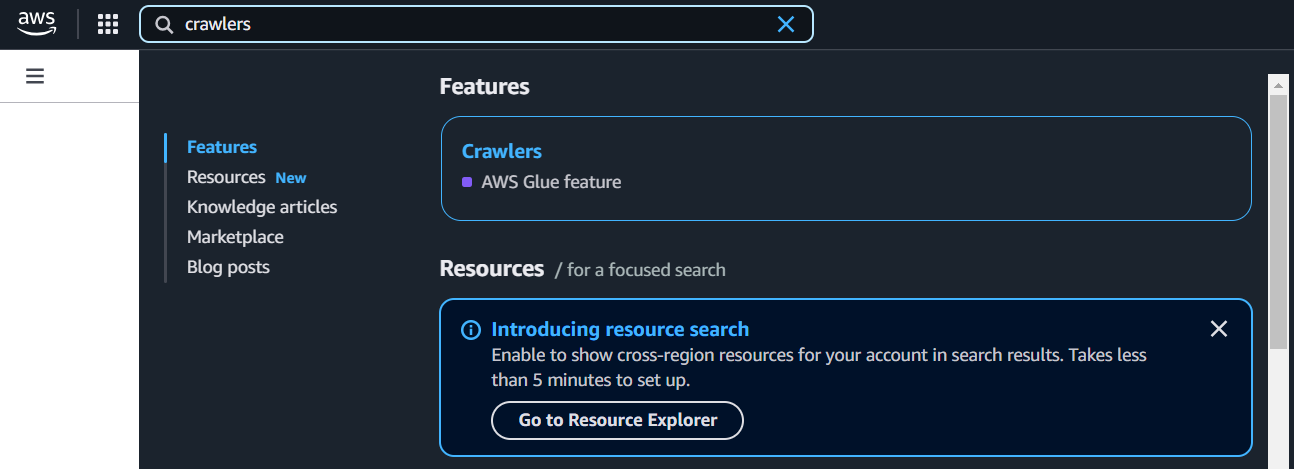 aws
crawlers
Features
Resources New
Knowledge articles
Marketplace
Blog posts
Features
Crawlers
AWS Glue feature
Resources / for a focused search
Introducing resource search
Enable to show cross-region resources for your account in search results. Takes less
than 5 minutes to set up.
Go to Resource Explorer